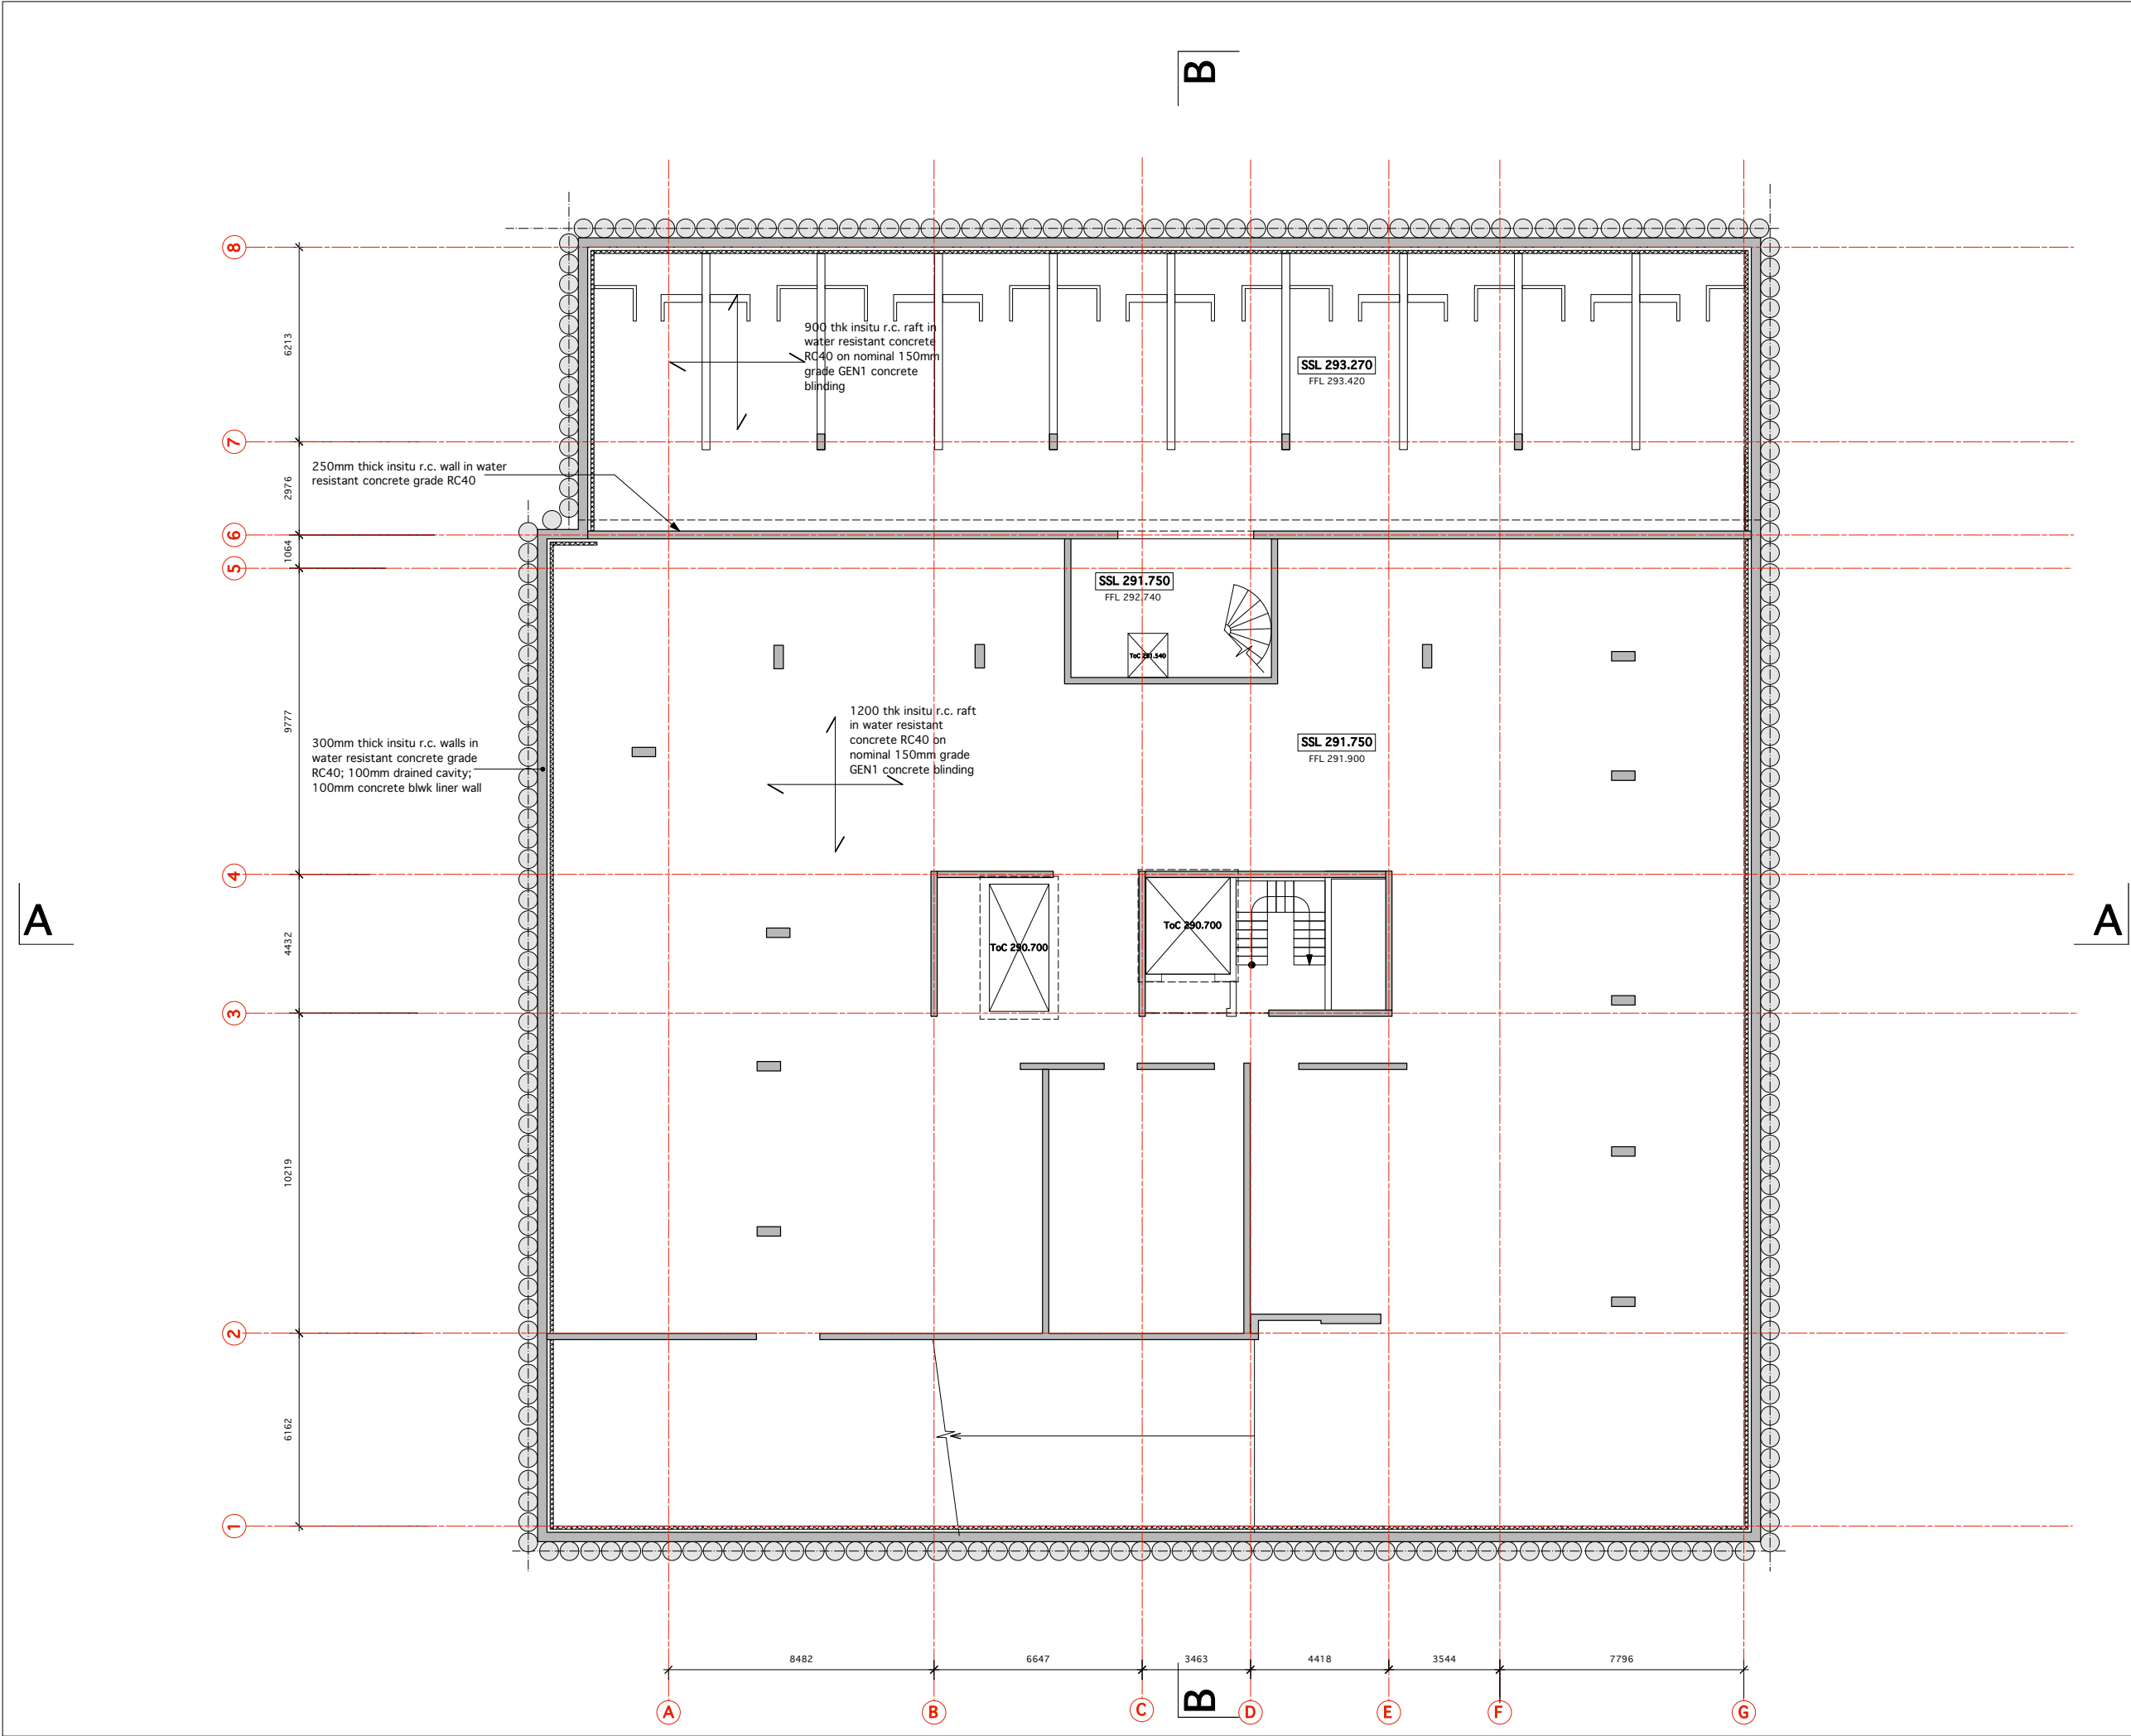 B
8
6213
900 thk insitu r.c. raft in
water resistant concrete
RC40 on nominal 150mm
grade GEN1 concrete
blinding
SSL 293.270
FFL 293.420
7
250mm thick insitu r.c. wall in water
resistant concrete grade RC40
2976
6
1064
5
SSL 291.750
FFL 292.740
ToC 291.540
9777
1200 thk insitu r.c. raft
in water resistant
concrete RC40 on
nominal 150mm grade
GEN1 concrete blinding
SSL 291.750
FFL 291.900
300mm thick insitu r.c. walls in
water resistant concrete grade
RC40; 100mm drained cavity;
100mm concrete blwk liner wall
4
A
4432
ToC 290.700
ToC 290.700
A
3
10219
2
6162
1
8482
6647
3463
4418
3544
7796
B
A
B
C
D
E
F
G